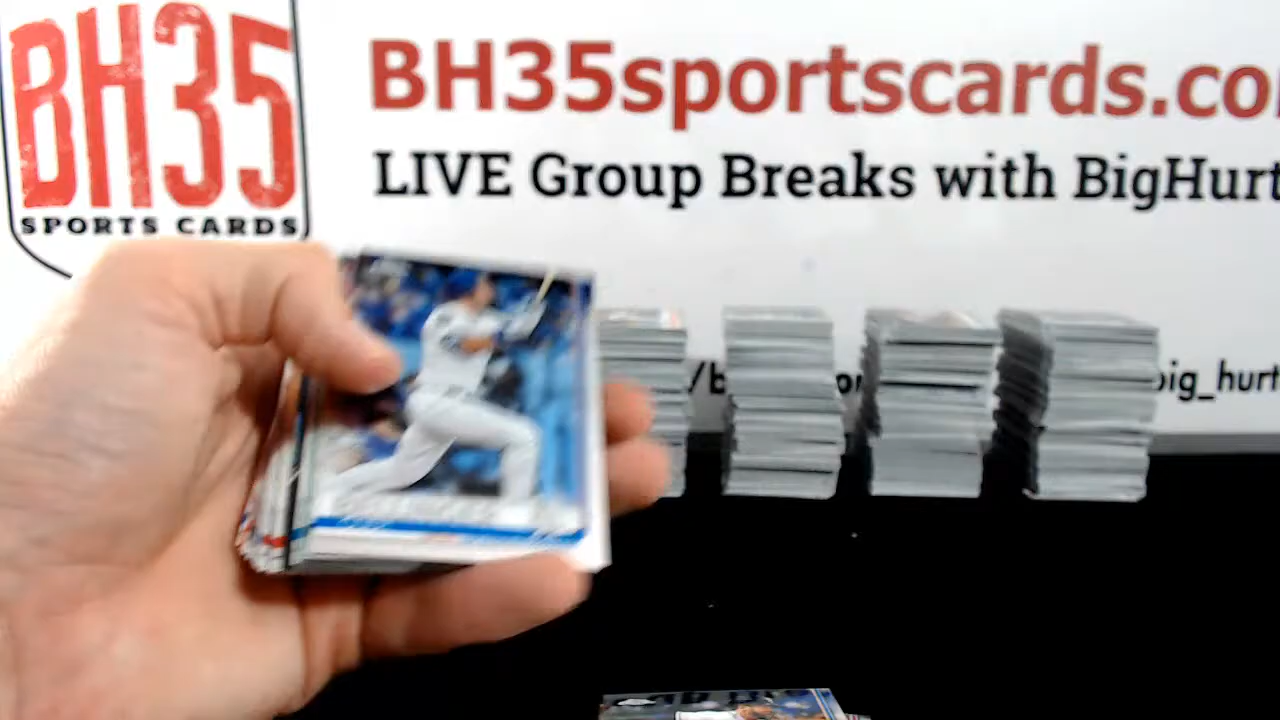 BH35
SPORTS CARDS
BH35sportscards.co
LIVE Group Breaks with BigHurt
big_hurt